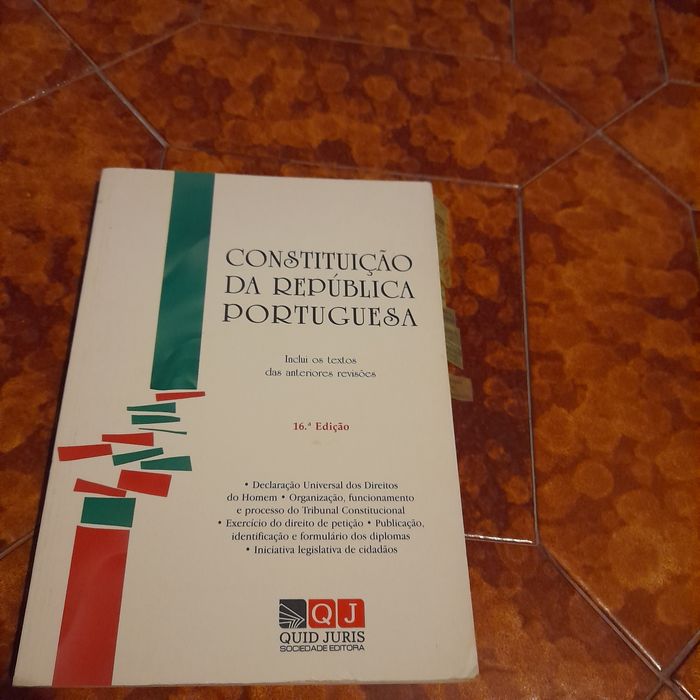 CONSTITUIÇÃO
DA REPÚBLICA
PORTUGUESA
Inclui os textos
das anteriores revisões
16.ª Edição
• Declaração Universal dos Direitos
do Homem • Organização, funcionamento
e processo do Tribunal Constitucional
• Exercício do direito de petição • Publicação,
identificação e formulário dos diplomas
• Iniciativa legislativa de cidadãos
QJ
QUID JURIS
SOCIEDADE EDITORA